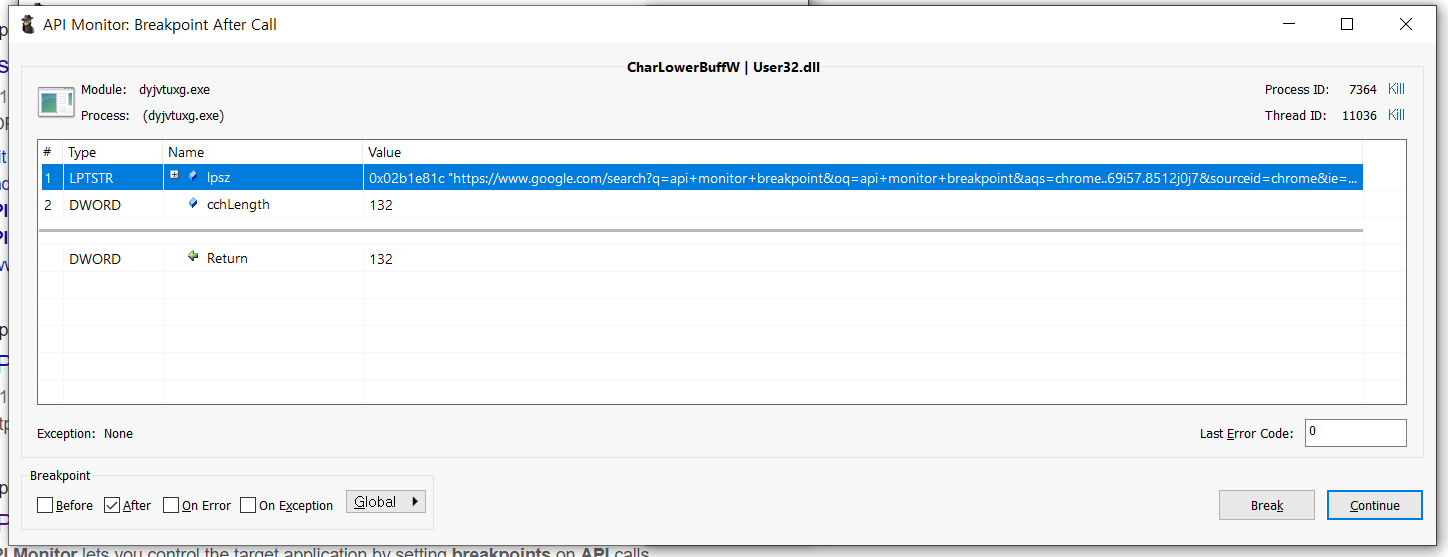 API Monitor: Breakpoint After Call
CharLowerBuffW | User32.dll
Module: dyjvtuxg.exe
Process ID: 7364 Kill
Process: (dyjvtuxg.exe)
Thread ID: 11036 Kill
# Type Name Value
1 LPTSTR lpsz 0x02b1e81c "https://www.google.com/search?q=api+monitor+breakpoint&oq=api+monitor+breakpoint&aqs=chrome..69i57.8512j0j7&sourceid=chrome&ie=...
2 DWORD cchLength 132
DWORD Return 132
Exception: None
Last Error Code: 0
Breakpoint
Before After On Error On Exception Global
Break Continue
PI Monitor lets you control the target application by setting breakpoints on API calls